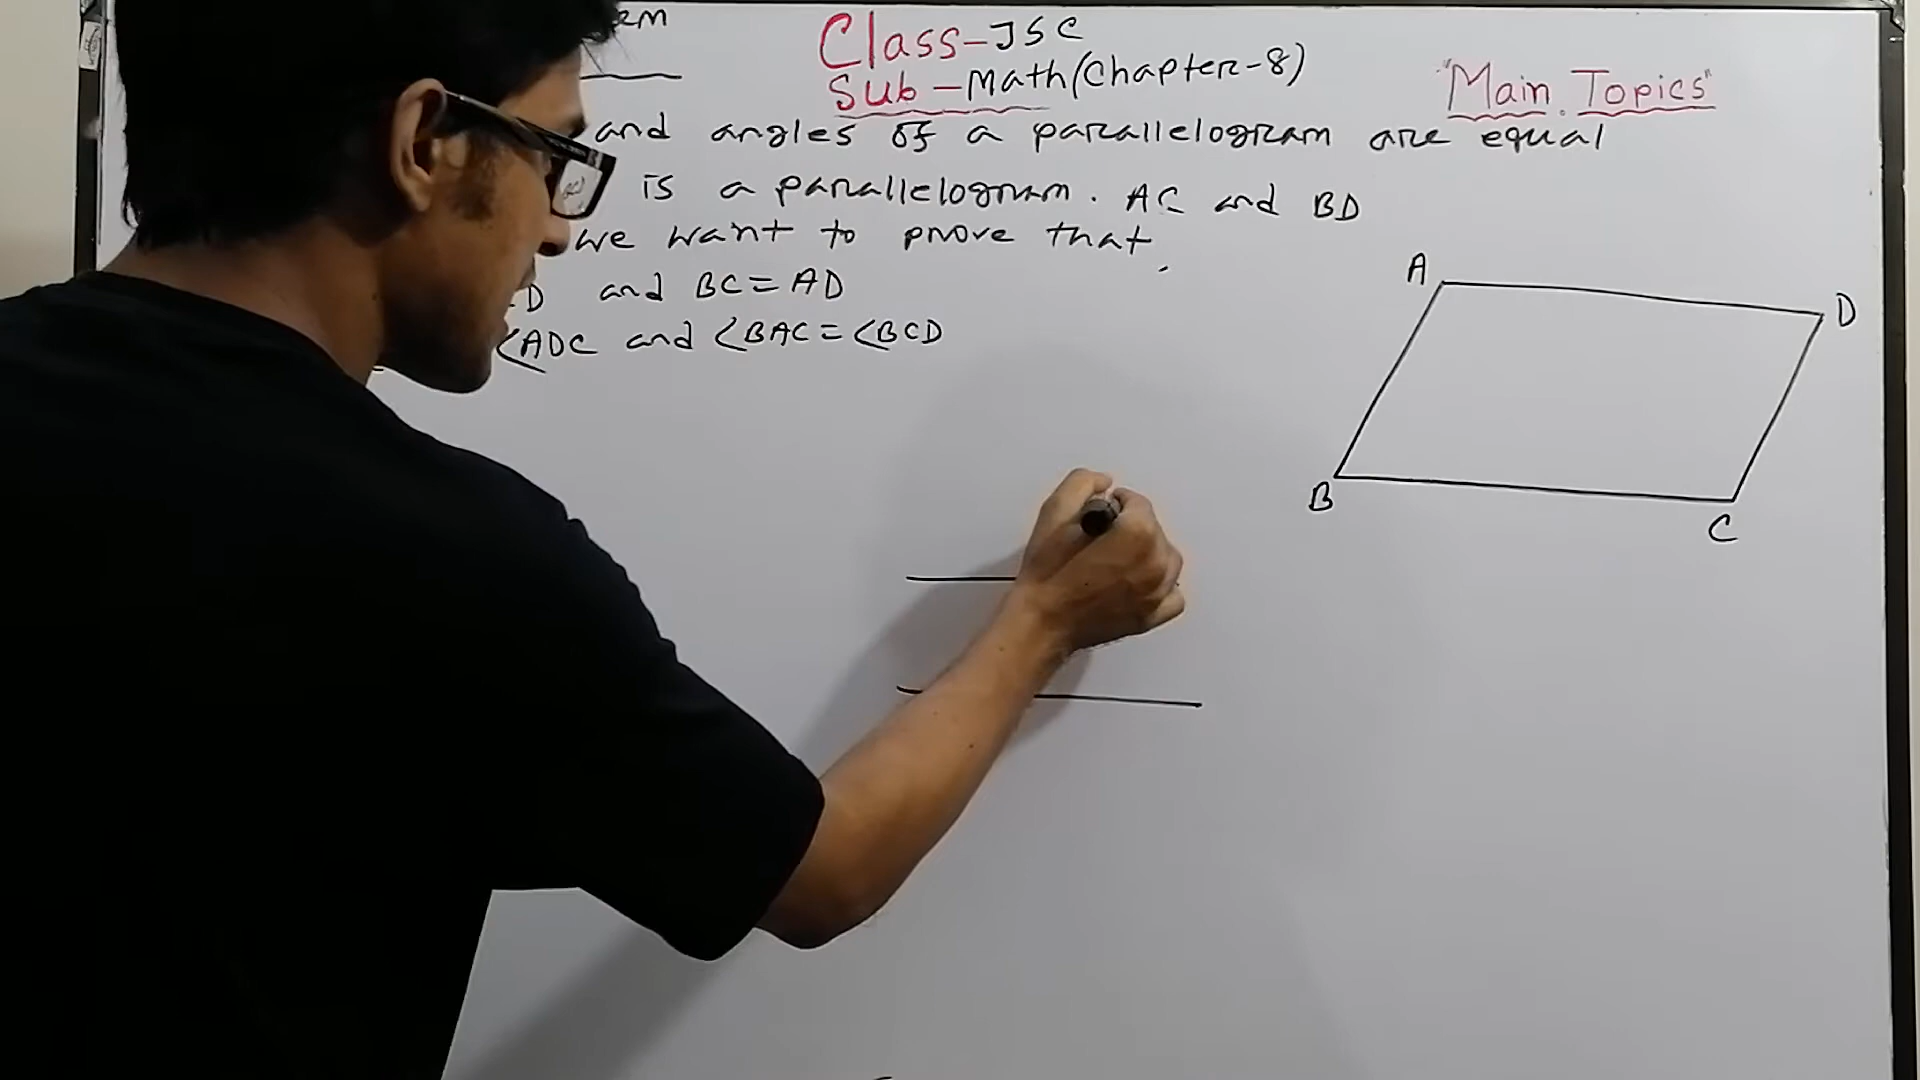 Class-JSC
Sub-Math(Chapter-8)
"Main Topics"
and angles of a parallelogram are equal
is a parallelogram. AC and BD
we want to prove that,
D and BC=AD
<ADC and <BAC=<BCD
A
D
B
C